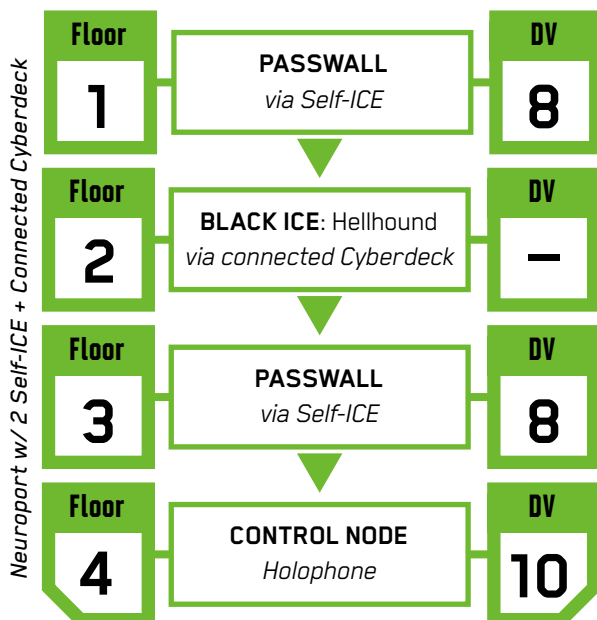 Neuroport w/ 2 Self-ICE + Connected Cyberdeck
Floor
1
PASSWALL
via Self-ICE
DV
8
Floor
2
BLACK ICE: Hellhound
via connected Cyberdeck
DV
–
Floor
3
PASSWALL
via Self-ICE
DV
8
Floor
4
CONTROL NODE
Holophone
DV
10